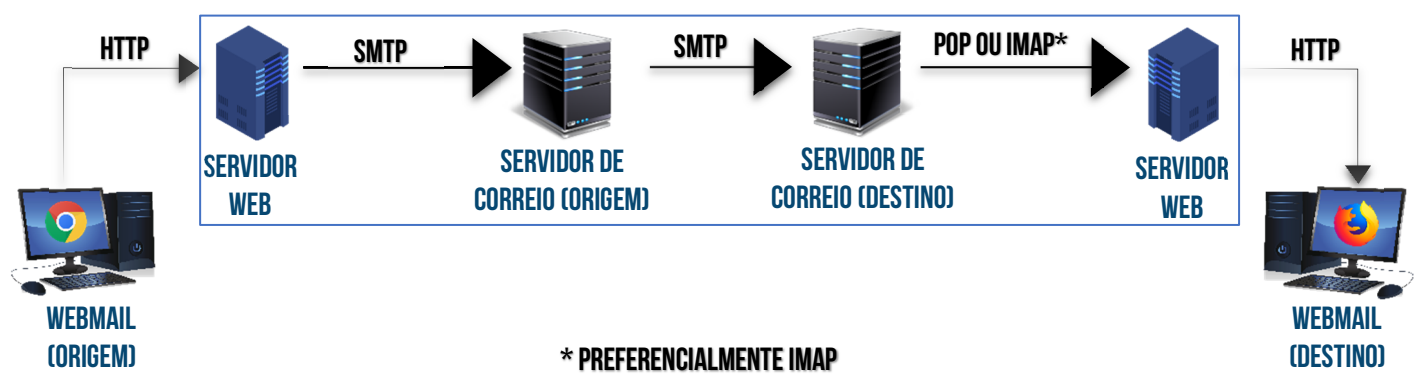 HTTP
SMTP
SMTP
POP OU IMAP*
HTTP
SERVIDOR
WEB
SERVIDOR DE
CORREIO (ORIGEM)
SERVIDOR DE
CORREIO (DESTINO)
SERVIDOR
WEB
WEBMAIL
(ORIGEM)
WEBMAIL
(DESTINO)
* PREFERENCIALMENTE IMAP